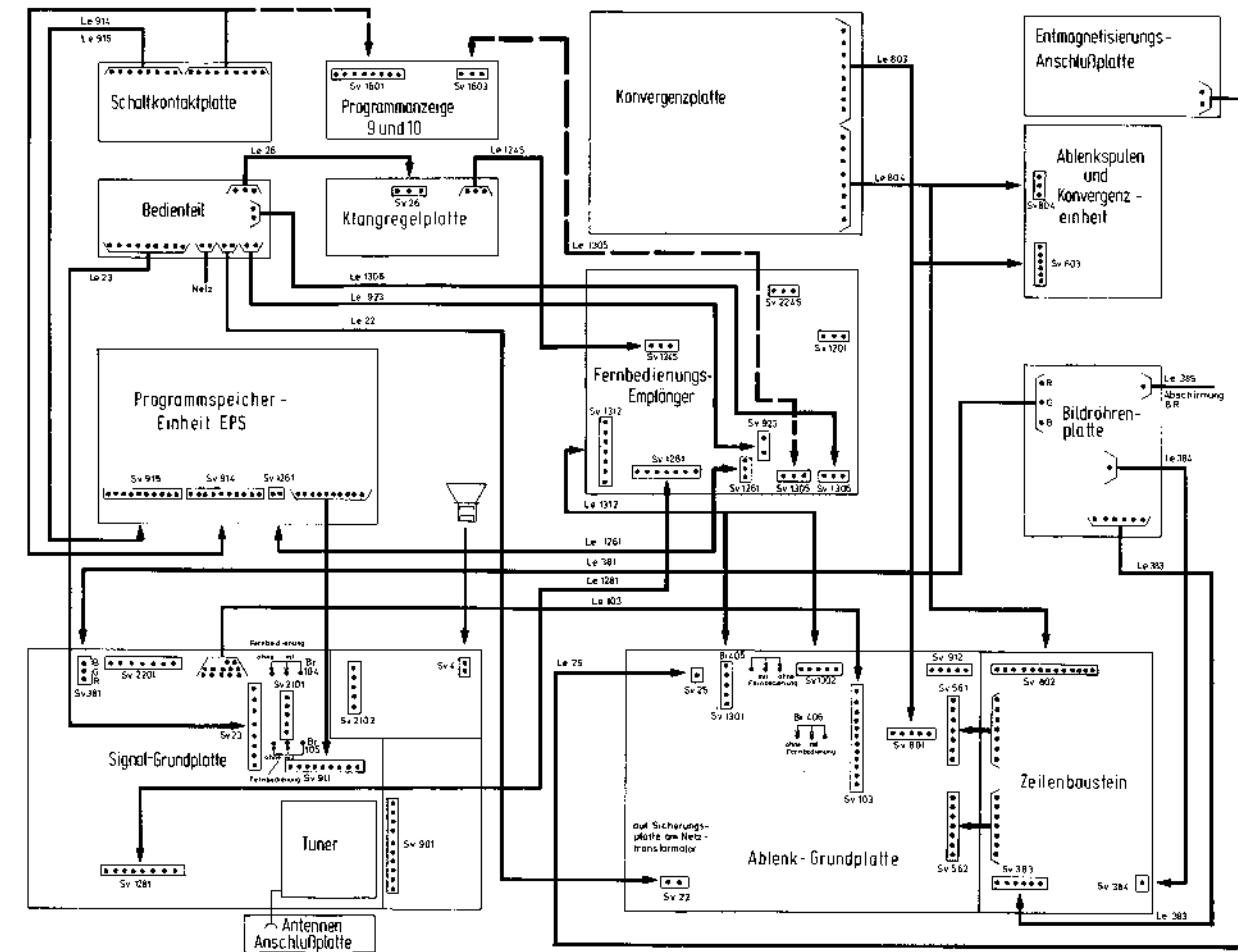 Le 914
Le 915
Schaltkontaktplatte
Sv 1601
Sv 1603
Programmanzeige
9 und 10
Konvergenzplatte
Le 803
Le 804
Entmagnetisierungs-
Anschlußplatte
Ablenkspulen
und
Konvergenz-
einheit
Sv 804
Sv 803
Le 26
Le 1245
Bedienteil
Sv 26
Klangregelplatte
Le 23
Netz
Le 1306
Le 923
Le 22
Le 1305
Sv 2245
Sv 1201
Sv 1245
Fernbedienungs-
Empfänger
Sv 1312
Sv 923
Sv 1281
Sv 1261
Sv 1305
Sv 1306
Programmspeicher-
Einheit EPS
Sv 915
Sv 914
Sv 1261
R
G
B
Le 385
Abschirmung
B.R
Bildröhren-
platte
Le 384
Le 383
Le 1312
Le 1261
Le 381
Le 1281
Le 103
Fernbedienung
ohne mit
Br
104
B
G
R
Sv 381
Sv 2201
Sv 2101
Sv 4
Sv 2102
Sv 23
Br
105
ohne mit
Fernbedienung
Sv 911
Signal-Grundplatte
Tuner
Sv 901
Sv 1281
Antennen
Anschlußplatte
Le 25
Sv 25
Br 405
mit ohne
Fernbedienung
Sv 1301
Sv 1302
Br 406
ohne mit
Fernbedienung
Sv 912
Sv 561
Sv 802
Sv 801
Sv 103
Zeilenbaustein
auf Sicherungs-
platte am Netz-
transformator
Ablenk-Grundplatte
Sv 562
Sv 383
Sv 384
Sv 22
Le 383